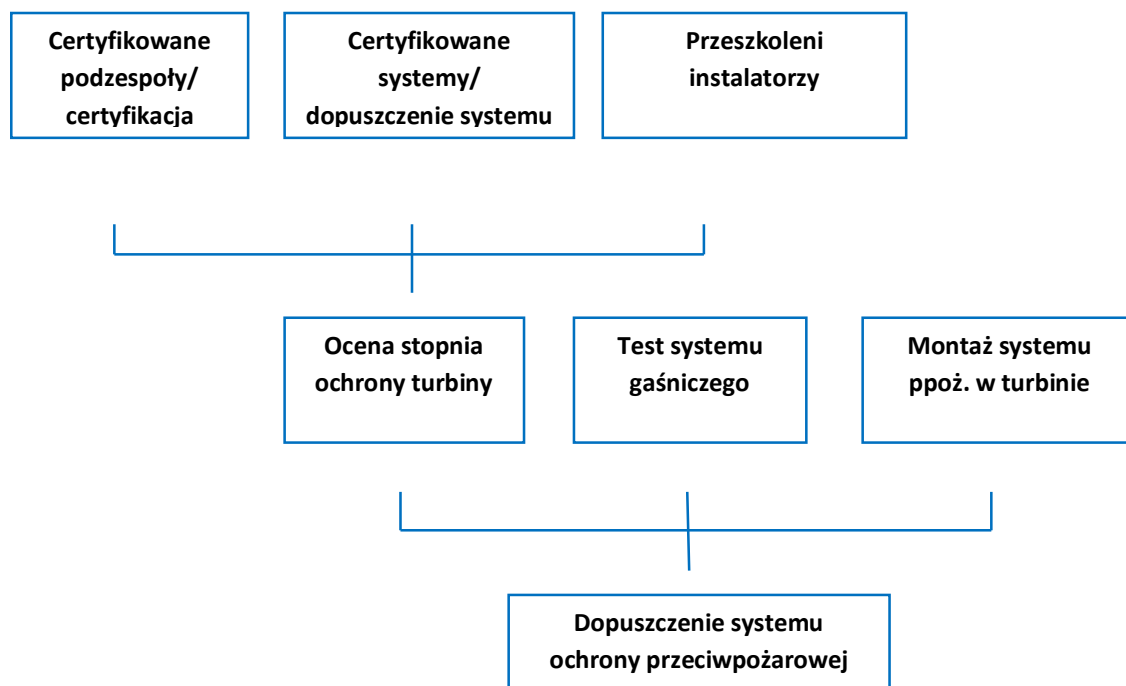 Certyfikowane
podzespoły/
certyfikacja
Certyfikowane
systemy/
dopuszczenie systemu
Przeszkoleni
instalatorzy
Ocena stopnia
ochrony turbiny
Test systemu
gaśniczego
Montaż systemu
ppoż. w turbinie
Dopuszczenie systemu
ochrony przeciwpożarowej